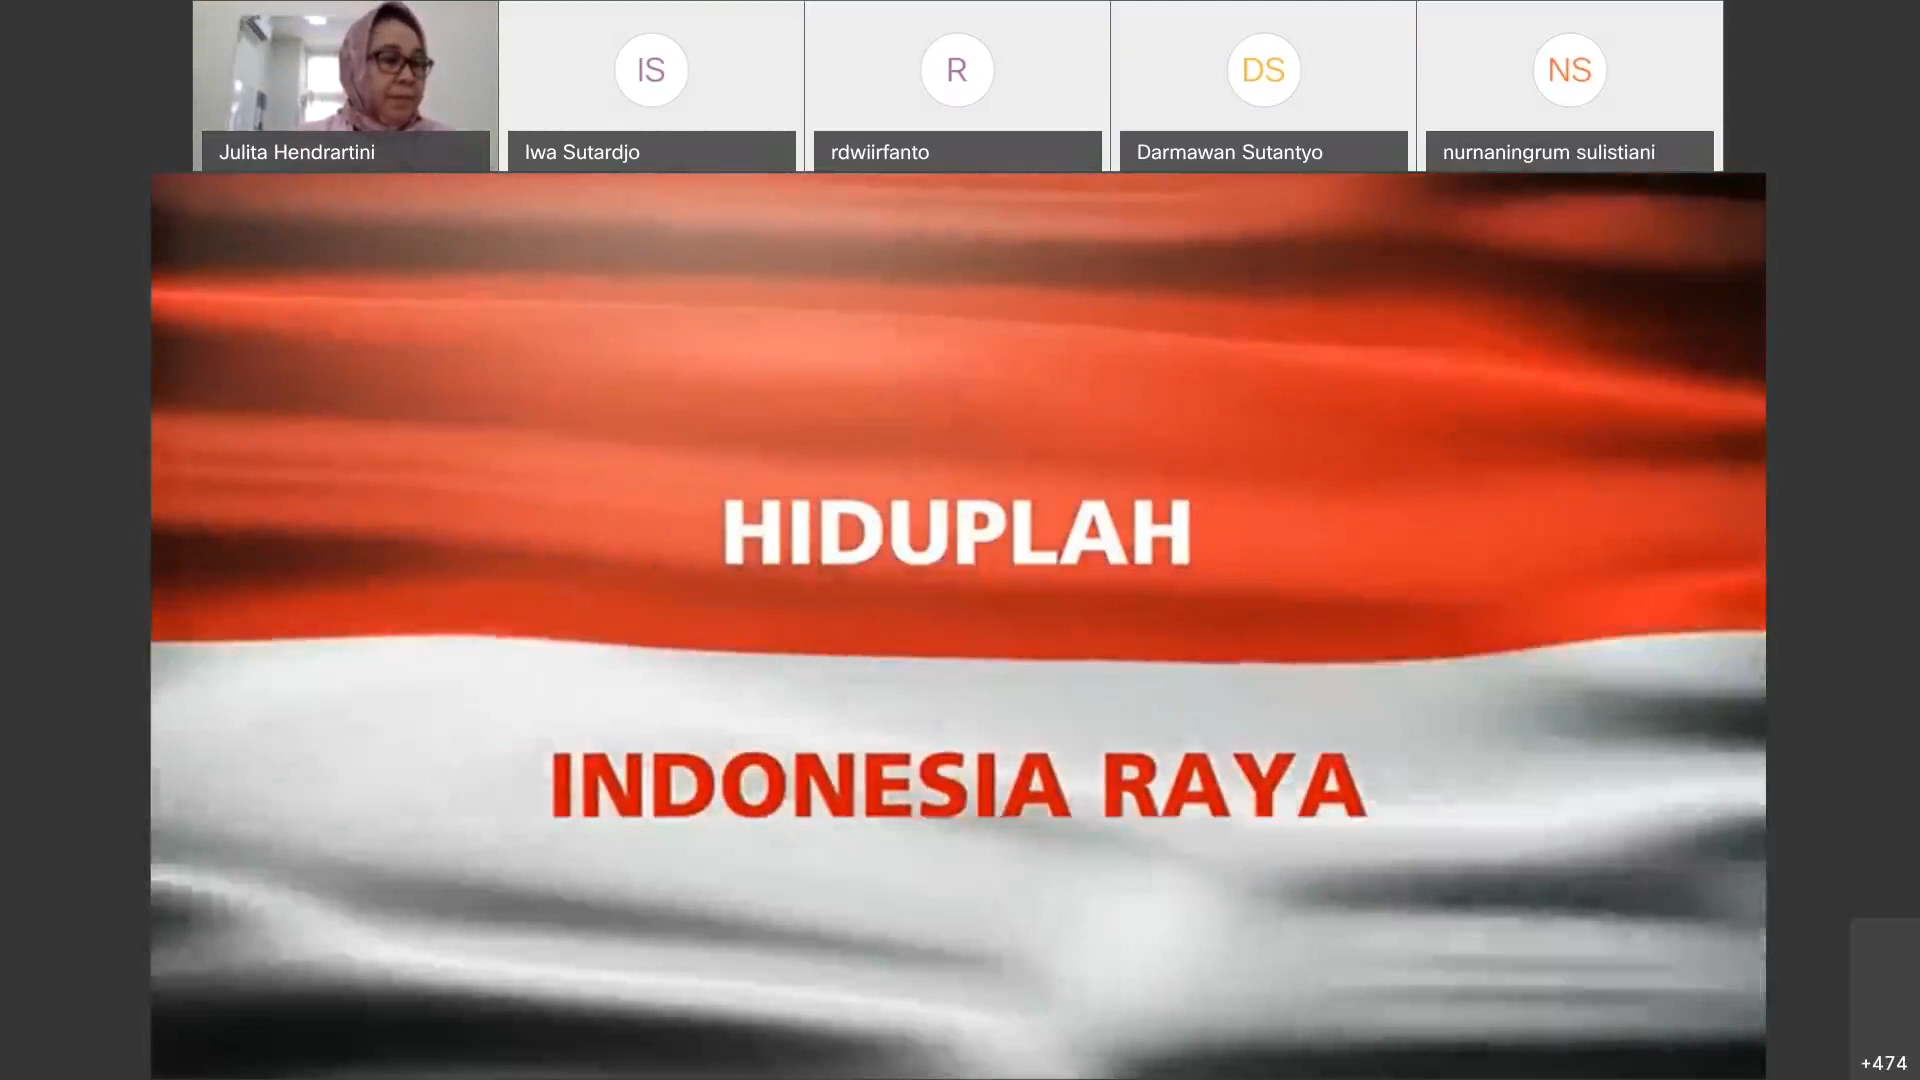 IS
R
DS
NS
Julita Hendrartini
Iwa Sutardjo
rdwiirfanto
Darmawan Sutantyo
nurnaningrum sulistiani
HIDUPLAH
INDONESIA RAYA
+474